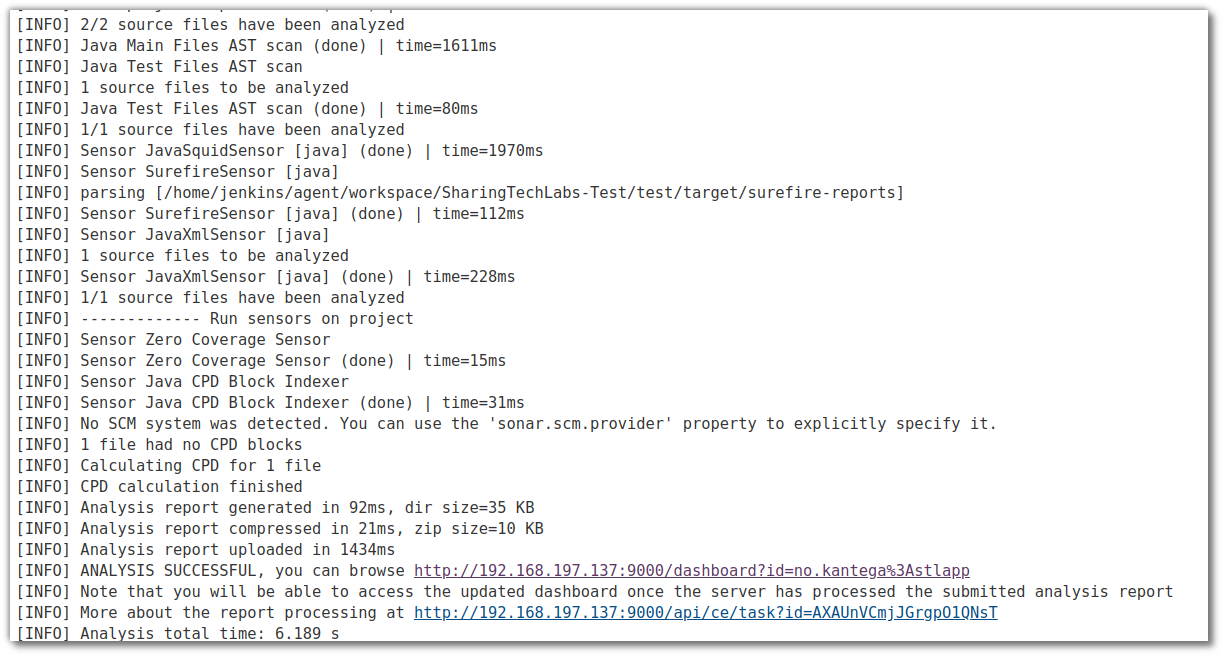 [INFO] 2/2 source files have been analyzed
[INFO] Java Main Files AST scan (done) | time=1611ms
[INFO] Java Test Files AST scan
[INFO] 1 source files to be analyzed
[INFO] Java Test Files AST scan (done) | time=80ms
[INFO] 1/1 source files have been analyzed
[INFO] Sensor JavaSquidSensor [java] (done) | time=1970ms
[INFO] Sensor SurefireSensor [java]
[INFO] parsing [/home/jenkins/agent/workspace/SharingTechLabs-Test/test/target/surefire-reports]
[INFO] Sensor SurefireSensor [java] (done) | time=112ms
[INFO] Sensor JavaXmlSensor [java]
[INFO] 1 source files to be analyzed
[INFO] Sensor JavaXmlSensor [java] (done) | time=228ms
[INFO] 1/1 source files have been analyzed
[INFO] ------------- Run sensors on project
[INFO] Sensor Zero Coverage Sensor
[INFO] Sensor Zero Coverage Sensor (done) | time=15ms
[INFO] Sensor Java CPD Block Indexer
[INFO] Sensor Java CPD Block Indexer (done) | time=31ms
[INFO] No SCM system was detected. You can use the 'sonar.scm.provider' property to explicitly specify it.
[INFO] 1 file had no CPD blocks
[INFO] Calculating CPD for 1 file
[INFO] CPD calculation finished
[INFO] Analysis report generated in 92ms, dir size=35 KB
[INFO] Analysis report compressed in 21ms, zip size=10 KB
[INFO] Analysis report uploaded in 1434ms
[INFO] ANALYSIS SUCCESSFUL, you can browse http://192.168.197.137:9000/dashboard?id=no.kantega%3Astlapp
[INFO] Note that you will be able to access the updated dashboard once the server has processed the submitted analysis report
[INFO] More about the report processing at http://192.168.197.137:9000/api/ce/task?id=AXAUnVCmjJGrgpO1QNsT
[INFO] Analysis total time: 6.189 s